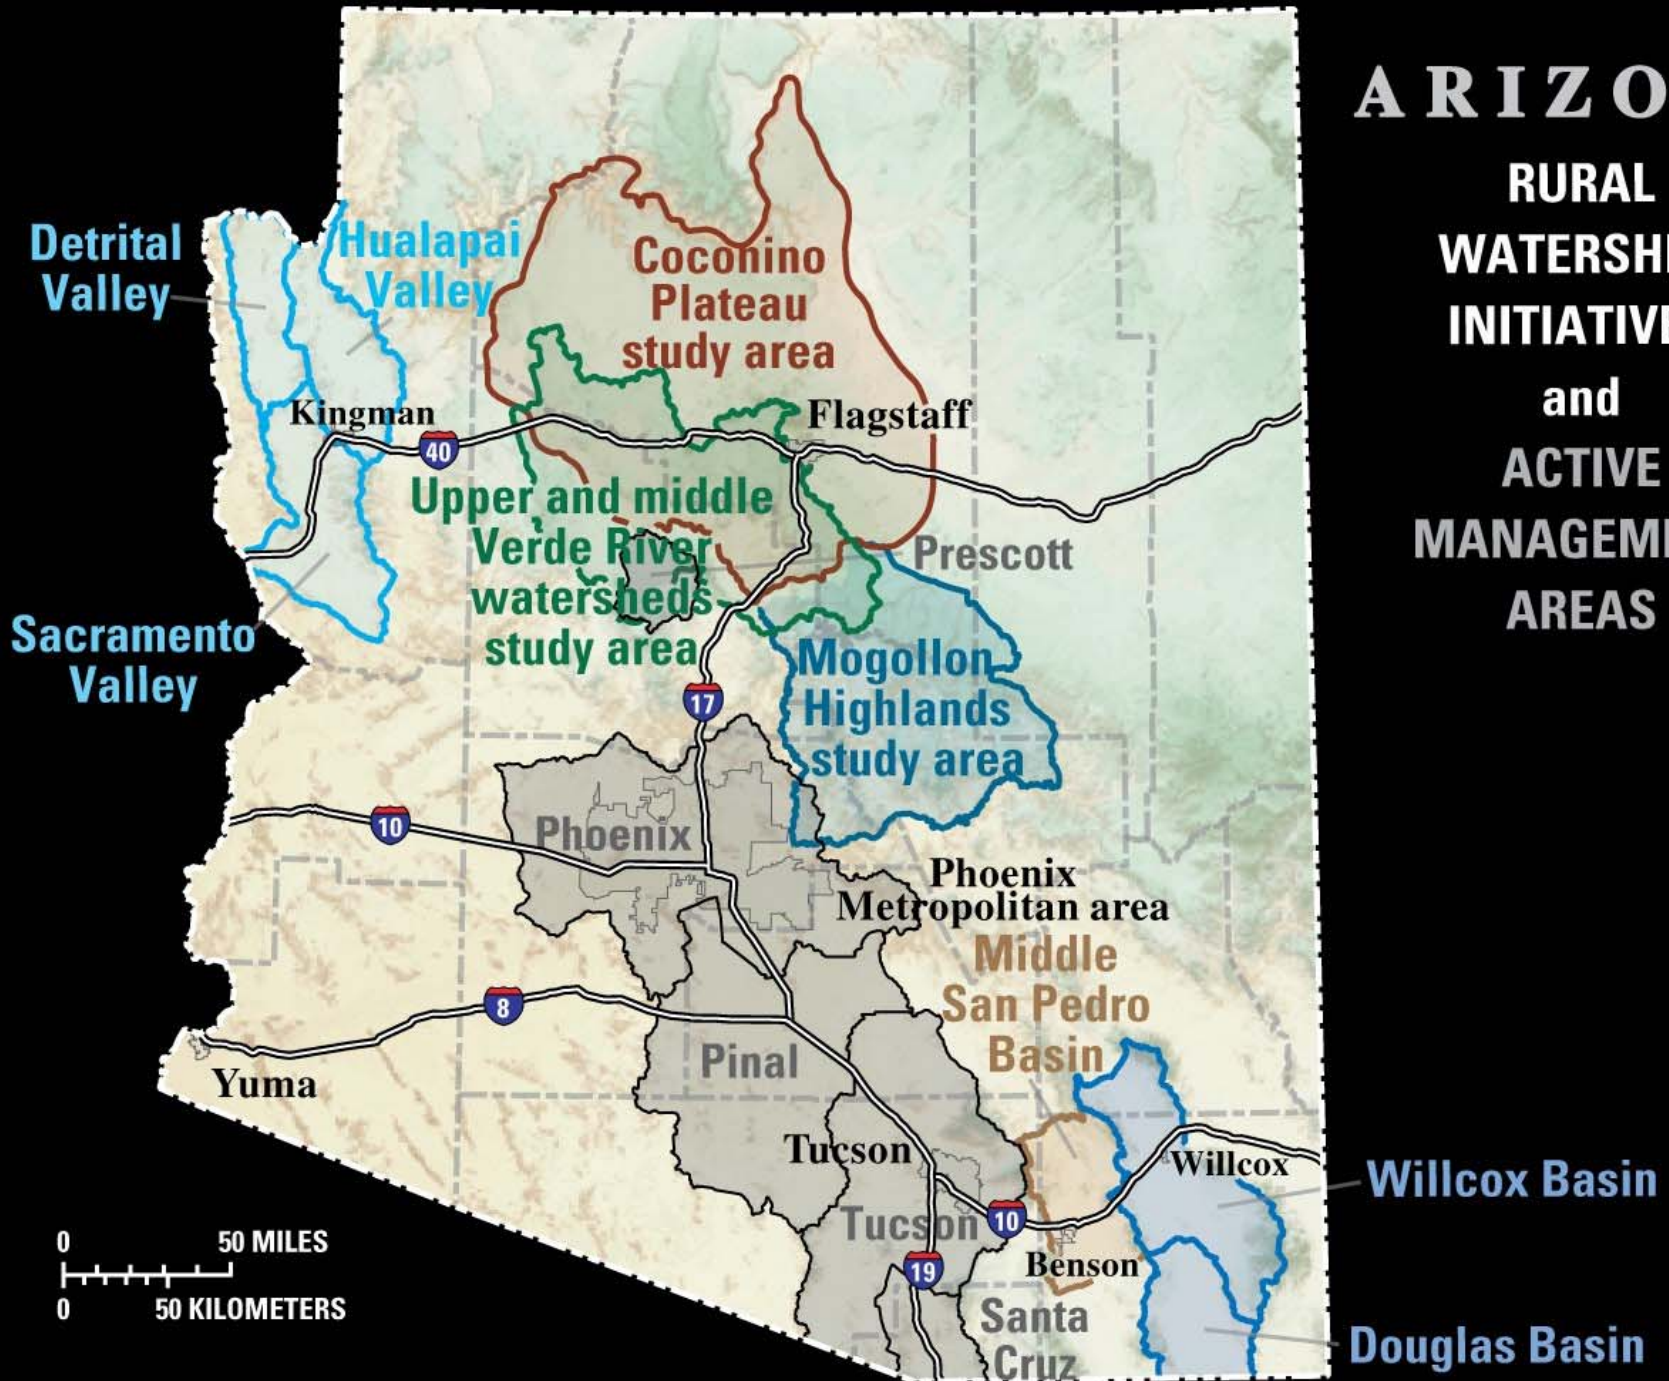 ARIZO
RURAL
WATERSH
INITIATIV
and
ACTIVE
MANAGEM
AREAS
Detrital
Valley
Hualapai
Valley
Coconino
Plateau
study area
Kingman
40
Flagstaff
Upper and middle
Verde River
watersheds
study area
Prescott
Sacramento
Valley
17
Mogollon
Highlands
study area
10
Phoenix
Phoenix
Metropolitan area
Middle
San Pedro
Basin
8
Pinal
Yuma
Tucson
Willcox
Willcox Basin
Tucson
10
Benson
19
Santa
Cruz
Douglas Basin
0 50 MILES
0 50 KILOMETERS